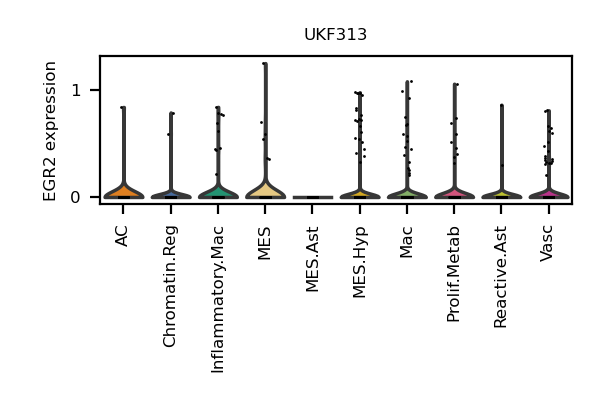 UKF313
EGR2 expression
1
0
AC
Chromatin.Reg
Inflammatory.Mac
MES
MES.Ast
MES.Hyp
Mac
Prolif.Metab
Reactive.Ast
Vasc